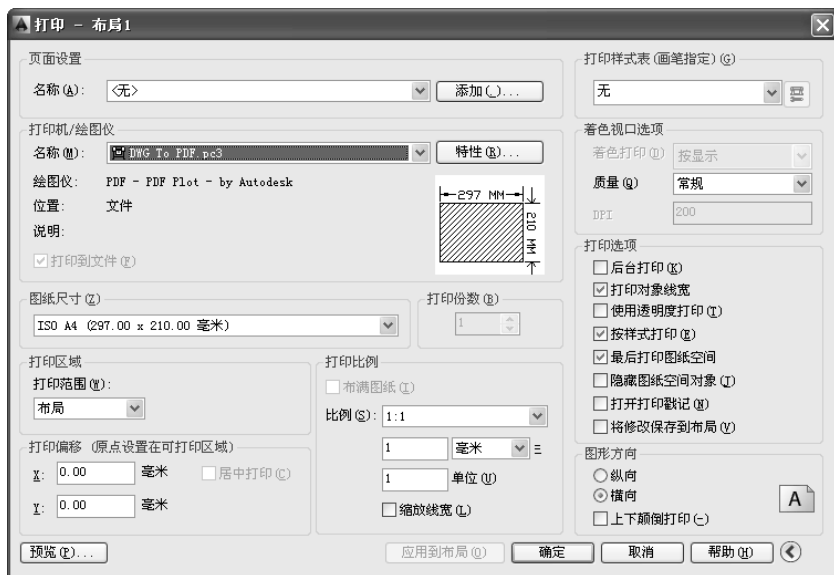 打印 - 布局1
页面设置
名称(A): <无> 添加(.)...
打印机/绘图仪
名称(M): DWG To PDF.pc3 特性(R)...
绘图仪: PDF - PDF Plot - by Autodesk
位置: 文件
说明:
打印到文件(F)
297 MM
210 MM
图纸尺寸(Z)
ISO A4 (297.00 x 210.00 毫米)
打印份数(B)
1
打印区域
打印范围(W):
布局
打印偏移 (原点设置在可打印区域)
X: 0.00 毫米 居中打印(C)
Y: 0.00 毫米
打印比例
布满图纸(I)
比例(S): 1:1
1 毫米 =
1 单位(U)
缩放线宽(L)
打印样式表(画笔指定)(G)
无
着色视口选项
着色打印(D) 按显示
质量(Q) 常规
DPI 200
打印选项
后台打印(K)
打印对象线宽
使用透明度打印(T)
按样式打印(E)
最后打印图纸空间
隐藏图纸空间对象(J)
打开打印戳记(N)
将修改保存到布局(V)
图形方向
纵向
横向
上下颠倒打印(-)
A
预览(P)... 应用到布局(O) 确定 取消 帮助(H)